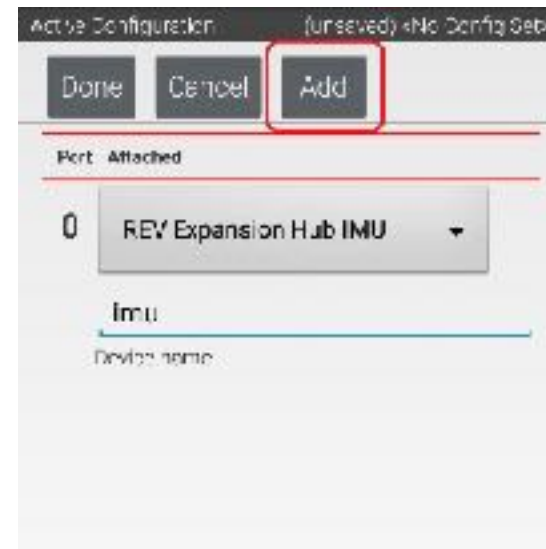 Active Configuration (unsaved) <No Config Set
Done Cancel Add
Port Attached
0 REV Expansion Hub IMU
imu
Device name